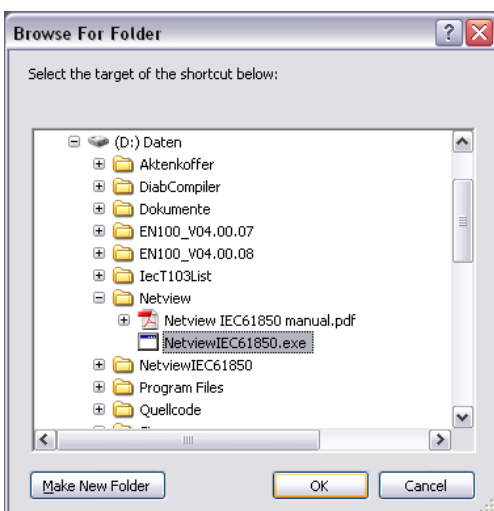 Browse For Folder
Select the target of the shortcut below:
(D:) Daten
Aktenkoffer
DiabCompiler
Dokumente
EN100_V04.00.07
EN100_V04.00.08
IecT103List
Netview
Netview IEC61850 manual.pdf
NetviewIEC61850.exe
NetviewIEC61850
Program Files
Quellcode
Make New Folder OK Cancel